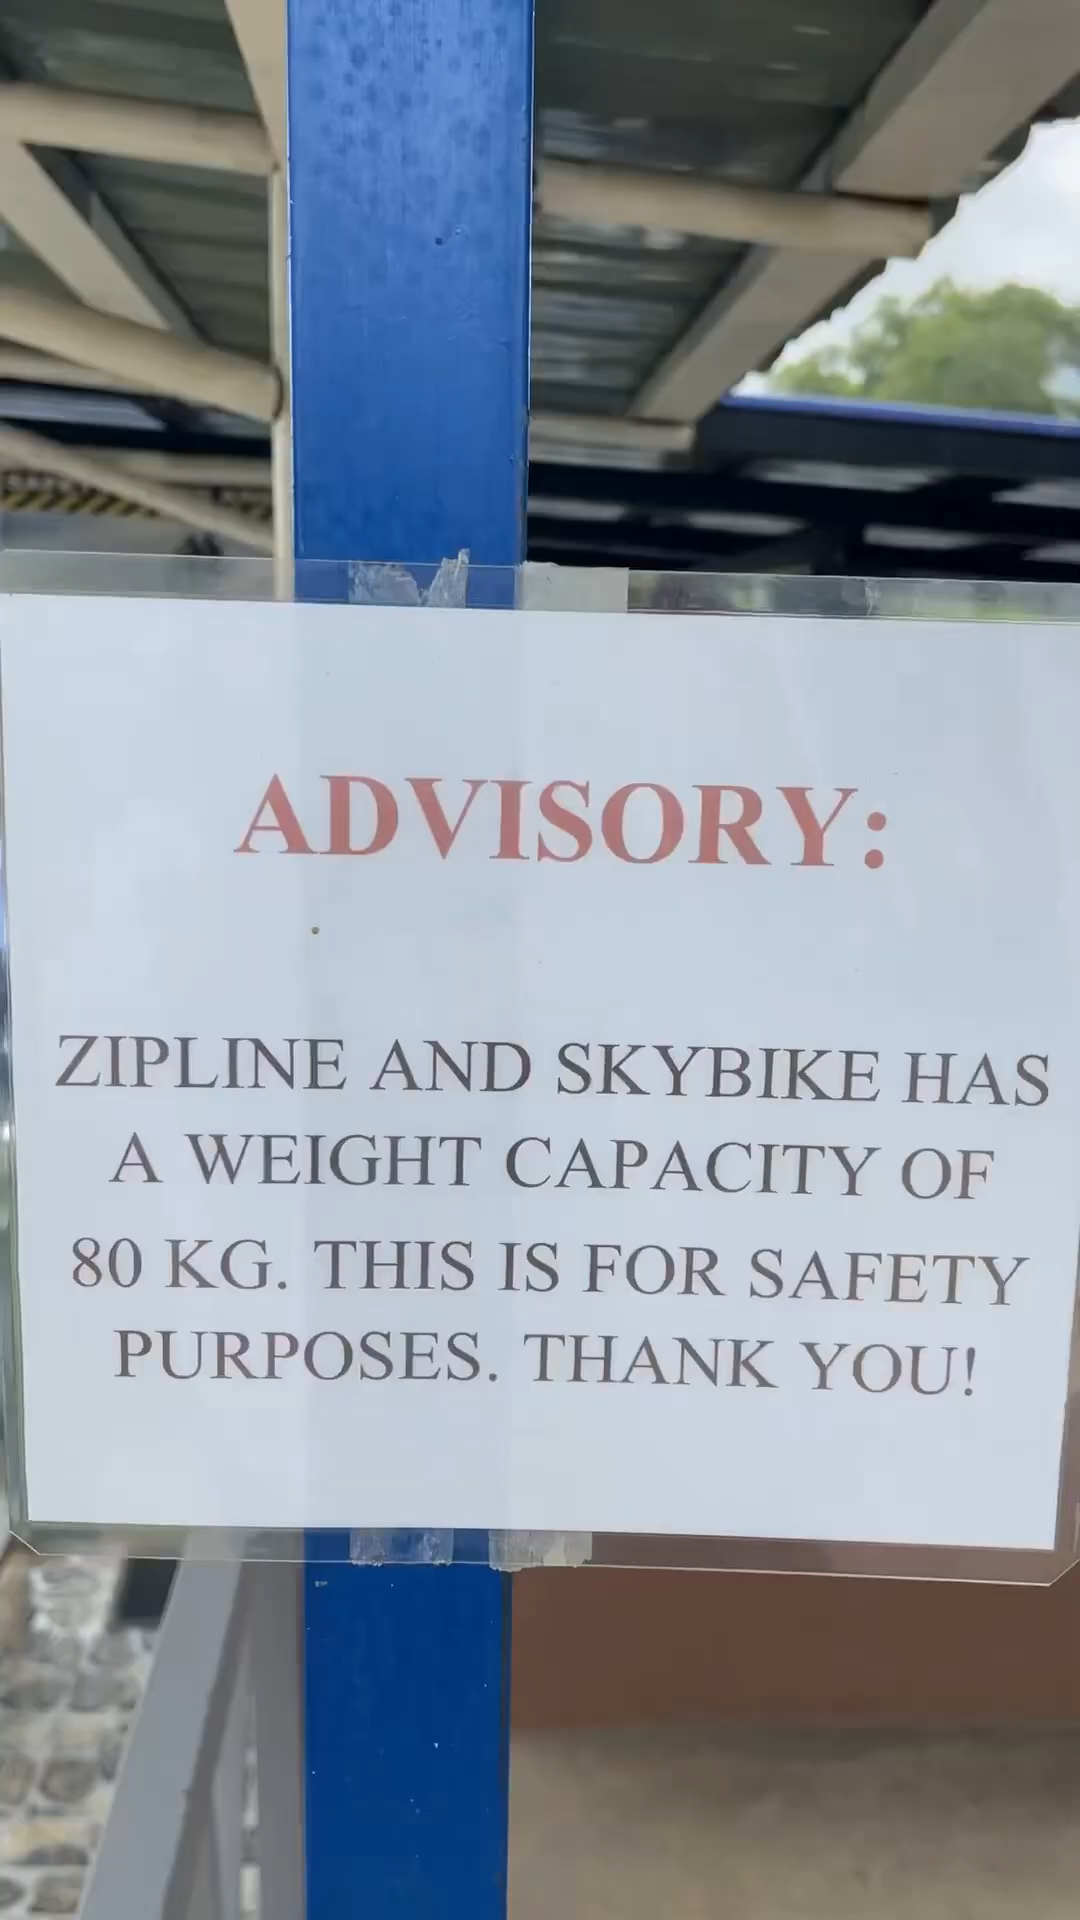 ADVISORY:
ZIPLINE AND SKYBIKE HAS
A WEIGHT CAPACITY OF
80 KG. THIS IS FOR SAFETY
PURPOSES. THANK YOU!